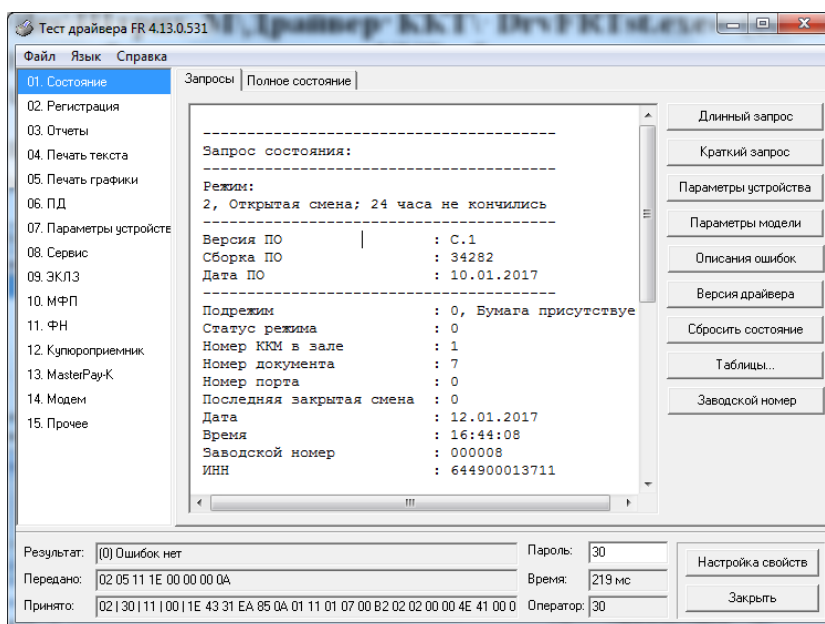 Тест драйвера FR 4.13.0.531
Файл Язык Справка
01. Состояние
02. Регистрация
03. Отчеты
04. Печать текста
05. Печать графики
06. ПД
07. Параметры устройств
08. Сервис
09. ЭКЛЗ
10. МФП
11. ФН
12. Купюроприемник
13. MasterPay-K
14. Модем
15. Прочее
Запросы Полное состояние
----------------------------------------
Запрос состояния:
----------------------------------------
Режим:
2, Открытая смена; 24 часа не кончились
----------------------------------------
Версия ПО : C.1
Сборка ПО : 34282
Дата ПО : 10.01.2017
----------------------------------------
Подрежим : 0, Бумага присутствуе
Статус режима : 0
Номер ККМ в зале : 1
Номер документа : 7
Номер порта : 0
Последняя закрытая смена : 0
Дата : 12.01.2017
Время : 16:44:08
Заводской номер : 000008
ИНН : 644900013711
Длинный запрос
Краткий запрос
Параметры устройства
Параметры модели
Описания ошибок
Версия драйвера
Сбросить состояние
Таблицы...
Заводской номер
Результат: (0) Ошибок нет
Передано: 02 05 11 1E 00 00 00 0A
Принято: 02 | 30 | 11 | 00 | 1E 43 31 EA 85 0A 01 11 01 07 00 B2 02 02 00 00 4E 41 00 0
Пароль: 30
Время: 219 мс
Оператор: 30
Настройка свойств
Закрыть